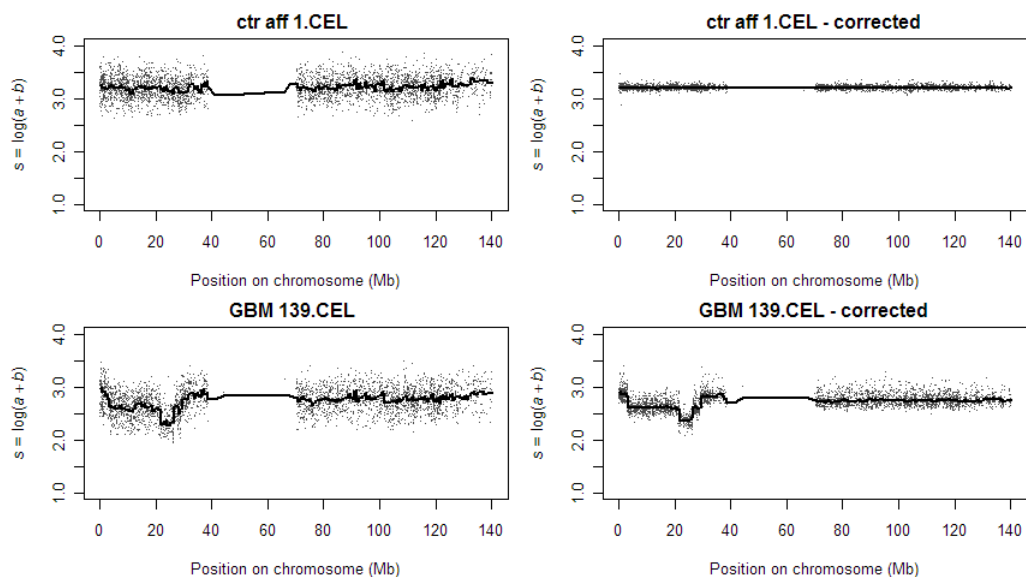 ctr aff 1.CEL
s = log(a + b)
4.0
3.0
2.0
1.0
0 20 40 60 80 100 120 140
Position on chromosome (Mb)
ctr aff 1.CEL - corrected
s = log(a + b)
4.0
3.0
2.0
1.0
0 20 40 60 80 100 120 140
Position on chromosome (Mb)
GBM 139.CEL
s = log(a + b)
4.0
3.0
2.0
1.0
0 20 40 60 80 100 120 140
Position on chromosome (Mb)
GBM 139.CEL - corrected
s = log(a + b)
4.0
3.0
2.0
1.0
0 20 40 60 80 100 120 140
Position on chromosome (Mb)